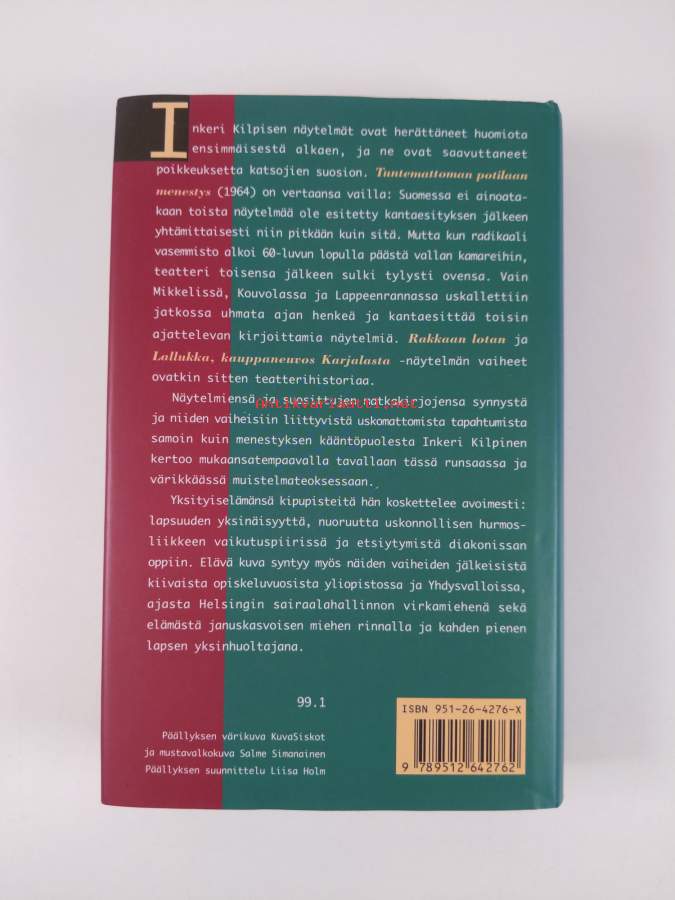 Inkeri Kilpisen näytelmät ovat herättäneet huomiota
ensimmäisestä alkaen, ja ne ovat saavuttaneet
poikkeuksetta katsojien suosion. Tuntemattoman potilaan
menestys (1964) on vertaansa vailla: Suomessa ei ainoata-
kaan toista näytelmää ole esitetty kantaesityksen jälkeen
yhtämittaisesti niin pitkään kuin sitä. Mutta kun radikaali
vasemmisto alkoi 60-luvun lopulla päästä vallan kamareihin,
teatteri toisensa jälkeen sulki tylysti ovensa. Vain
Mikkelissä, Kouvolassa ja Lappeenrannassa uskallettiin
jatkossa uhmata ajan henkeä ja kantaesittää toisin
ajattelevan kirjoittamia näytelmiä. Rakkaan lotan ja
Lallukka, kauppaneuvos Karjalasta -näytelmän vaiheet
ovatkin sitten teatterihistoriaa.
Näytelmiensä ja suosittujen matkakirjojensa synnystä
antikvariaatti.net
ja niiden vaiheisiin liittyvistä uskomattomista tapahtumista
samoin kuin menestyksen kääntöpuolesta Inkeri Kilpinen
kertoo mukaansatempaavalla tavallaan tässä runsaassa ja
värikkäässä muistelmateoksessaan.
Yksityiselämänsä kipupisteitä hän koskettelee avoimesti:
lapsuuden yksinäisyyttä, nuoruutta uskonnollisen hurmos-
liikkeen vaikutuspiirissä ja etsiytymistä diakonissan
oppiin. Elävä kuva syntyy myös näiden vaiheiden jälkeisistä
kiivaista opiskeluvuosista yliopistossa ja Yhdysvalloissa,
ajasta Helsingin sairaalahallinnon virkamiehenä sekä
elämästä januskasvoisen miehen rinnalla ja kahden pienen
lapsen yksinhuoltajana.
99.1
ISBN 951-26-4276-X
Päällyksen värikuva KuvaSiskot
ja mustavalkokuva Salme Simanainen
Päällyksen suunnittelu Liisa Holm
9 789512 642762